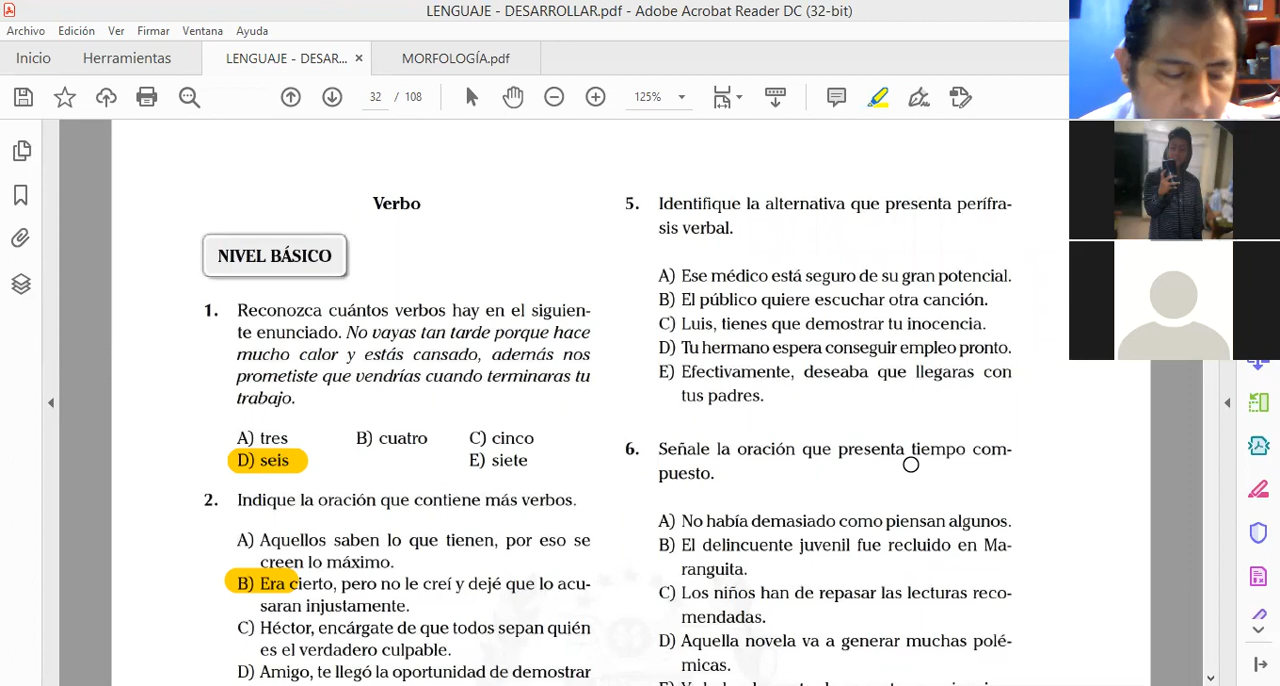 LENGUAJE - DESARROLLAR.pdf - Adobe Acrobat Reader DC (32-bit)
Archivo Edición Ver Firmar Ventana Ayuda
Inicio Herramientas LENGUAJE - DESAR... × MORFOLOGÍA.pdf
32 / 108 125%
Verbo
NIVEL BÁSICO
1. Reconozca cuántos verbos hay en el siguien-
te enunciado. No vayas tan tarde porque hace
mucho calor y estás cansado, además nos
prometiste que vendrías cuando terminaras tu
trabajo.
A) tres B) cuatro C) cinco
D) seis E) siete
2. Indique la oración que contiene más verbos.
A) Aquellos saben lo que tienen, por eso se
creen lo máximo.
B) Era cierto, pero no le creí y dejé que lo acu-
saran injustamente.
C) Héctor, encárgate de que todos sepan quién
es el verdadero culpable.
D) Amigo, te llegó la oportunidad de demostrar
5. Identifique la alternativa que presenta perífra-
sis verbal.
A) Ese médico está seguro de su gran potencial.
B) El público quiere escuchar otra canción.
C) Luis, tienes que demostrar tu inocencia.
D) Tu hermano espera conseguir empleo pronto.
E) Efectivamente, deseaba que llegaras con
tus padres.
6. Señale la oración que presenta tiempo com-
puesto.
A) No había demasiado como piensan algunos.
B) El delincuente juvenil fue recluido en Ma-
ranguita.
C) Los niños han de repasar las lecturas reco-
mendadas.
D) Aquella novela va a generar muchas polé-
micas.